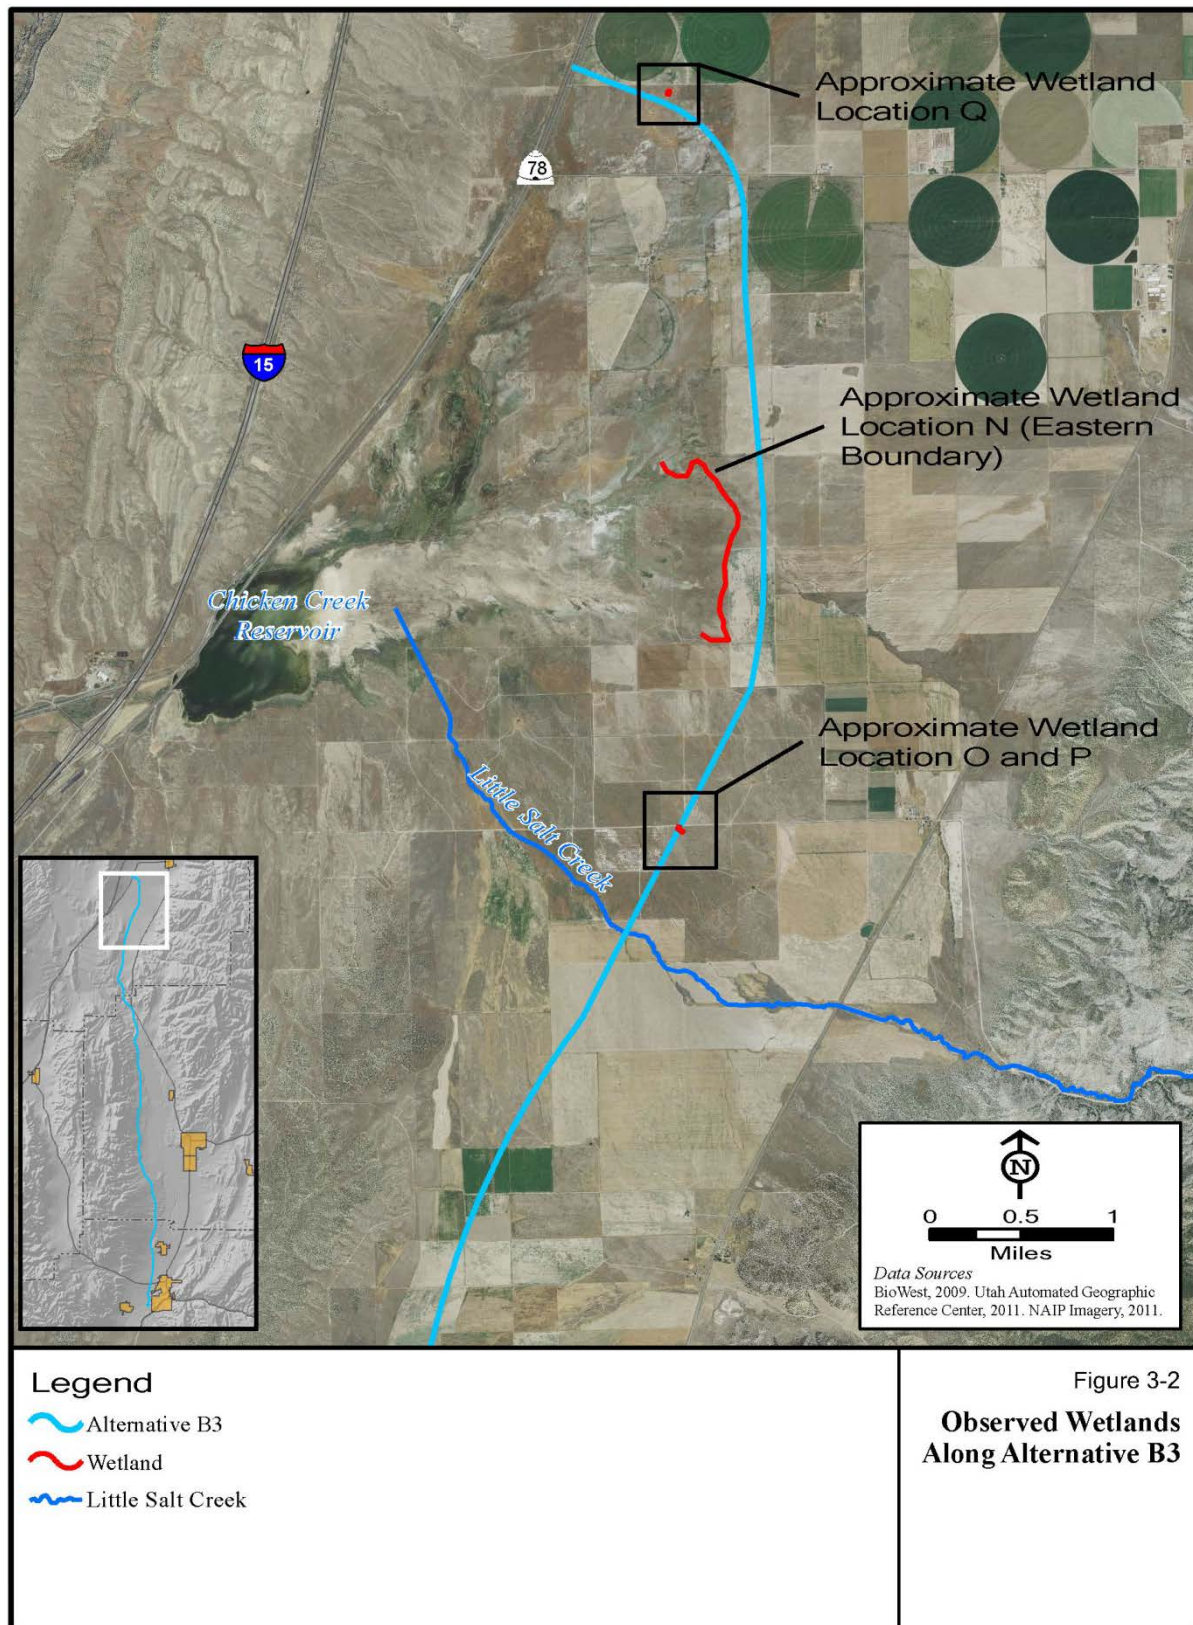 Approximate Wetland
Location Q
78
15
Approximate Wetland
Location N (Eastern
Boundary)
Chicken Creek
Reservoir
Approximate Wetland
Location O and P
Little Salt Creek
N
0 0.5 1
Miles
Data Sources
BioWest, 2009. Utah Automated Geographic
Reference Center, 2011. NAIP Imagery, 2011.
Legend
Alternative B3
Wetland
Little Salt Creek
Figure 3-2
Observed Wetlands
Along Alternative B3